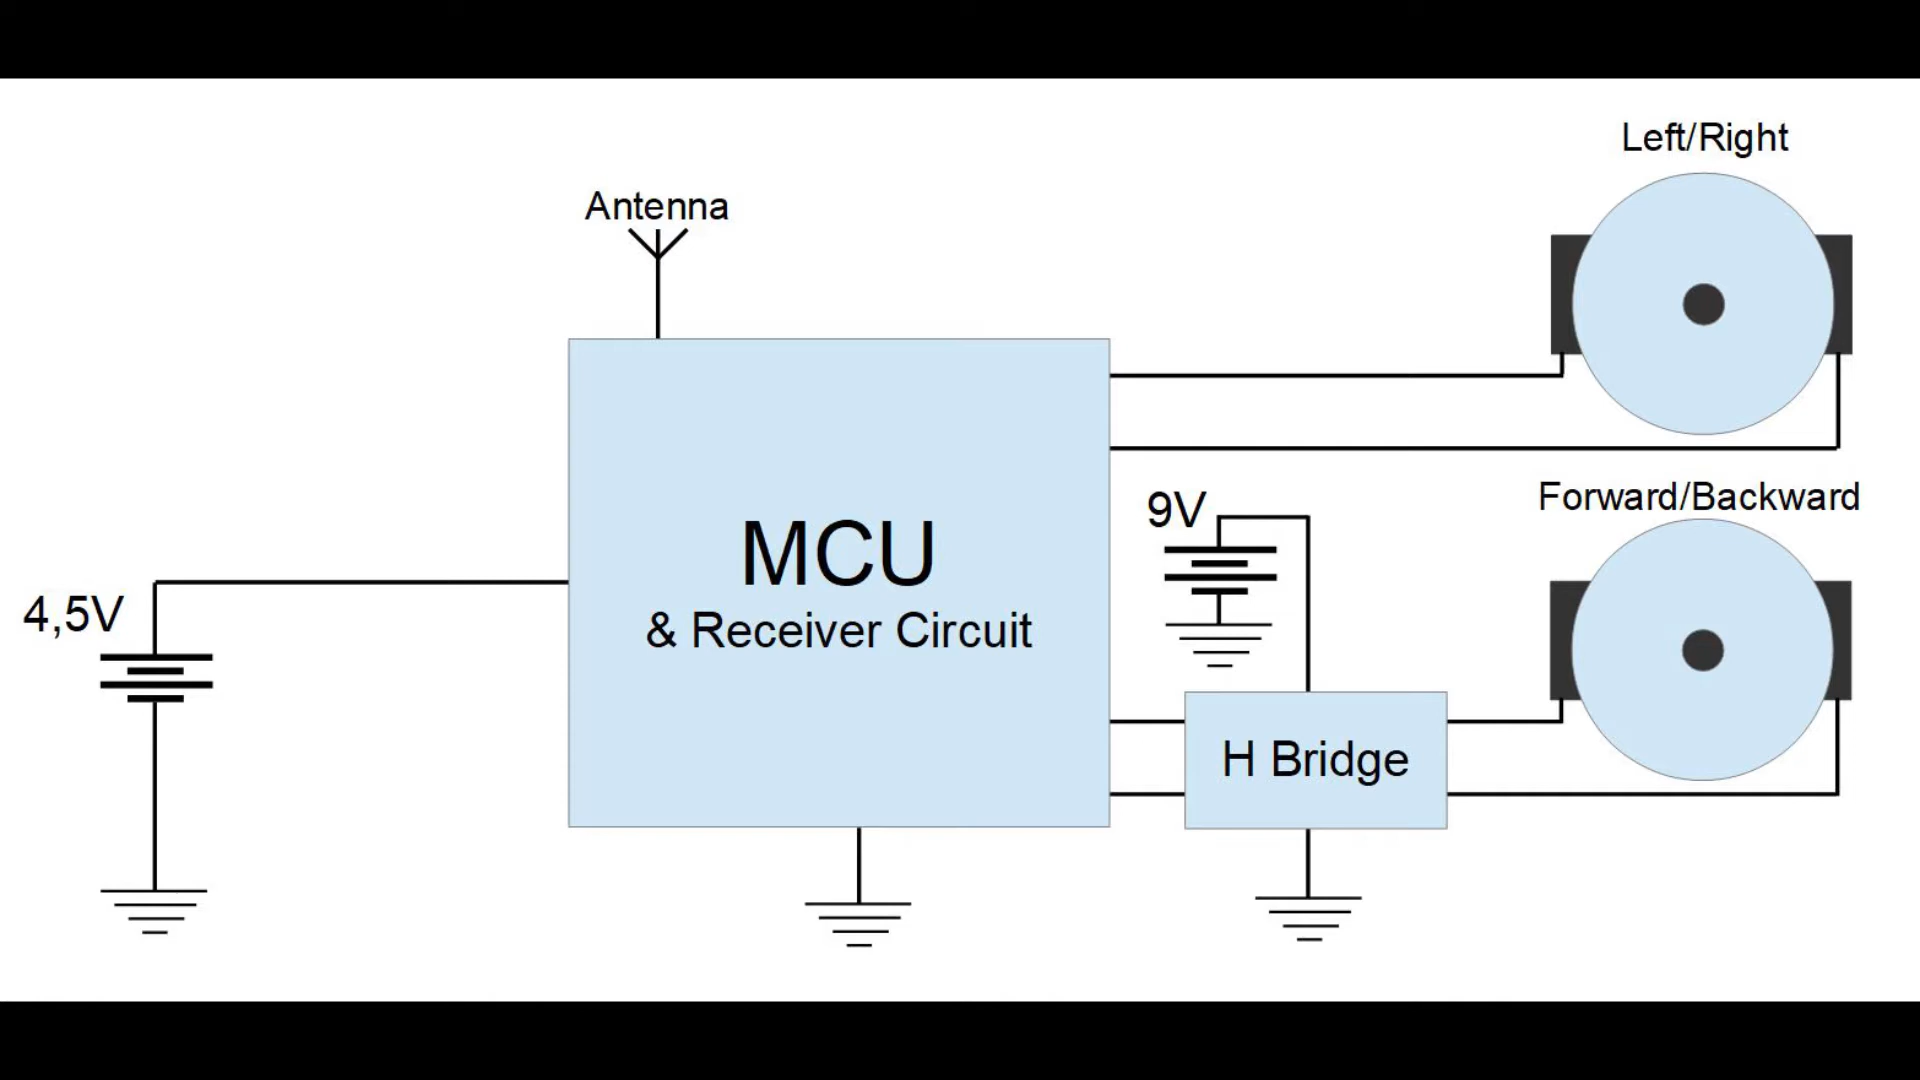 Left/Right
Antenna
Forward/Backward
9V
MCU
& Receiver Circuit
4,5V
H Bridge